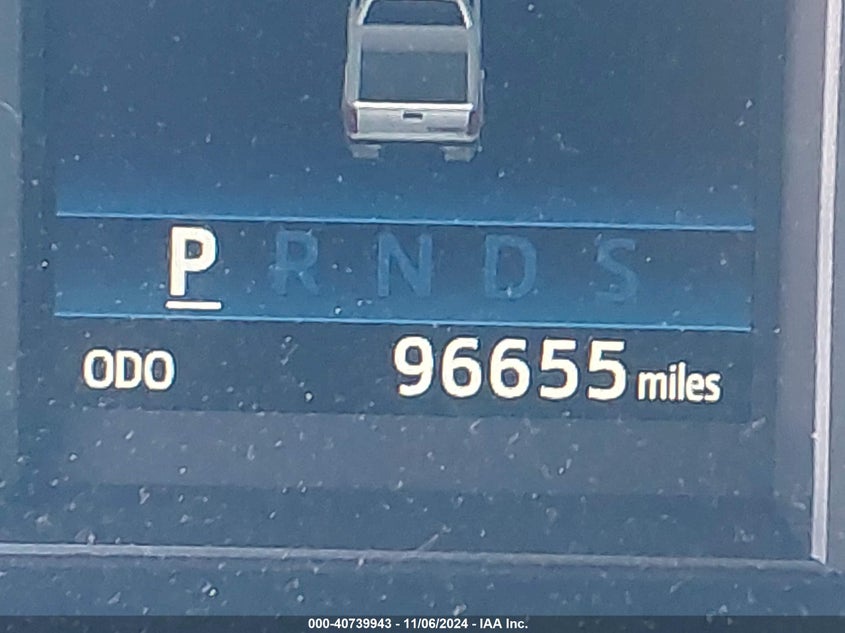 P R N D S
ODO 96655 miles
000-40739943 - 11/06/2024 - IAA Inc.